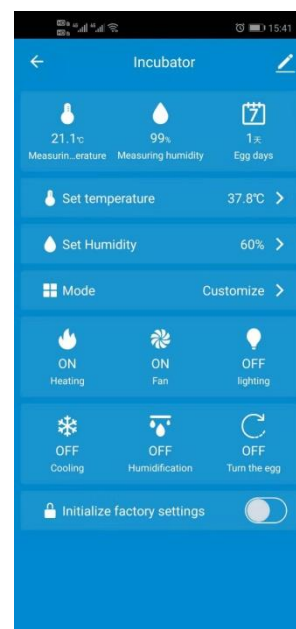 15:41
Incubator
21.1℃ 99% 1天
Measurin...erature Measuring humidity Egg days
Set temperature 37.8℃
Set Humidity 60%
Mode Customize
ON ON OFF
Heating Fan lighting
OFF OFF OFF
Cooling Humidification Turn the egg
Initialize factory settings